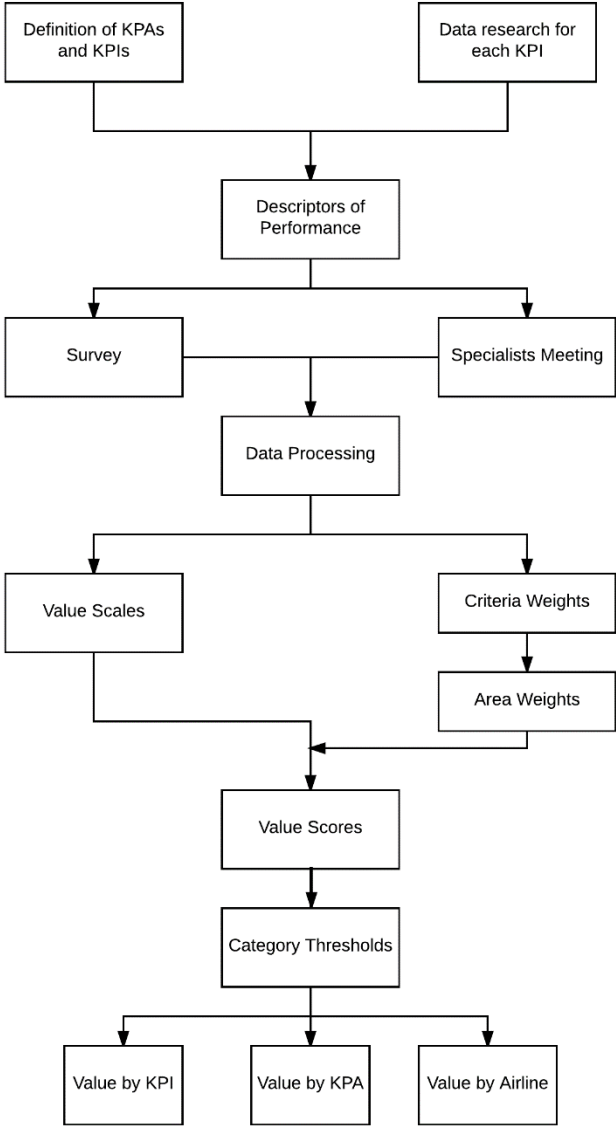 Definition of KPAs
and KPIs
Data research for
each KPI
Descriptors of
Performance
Survey
Specialists Meeting
Data Processing
Value Scales
Criteria Weights
Area Weights
Value Scores
Category Thresholds
Value by KPI
Value by KPA
Value by Airline